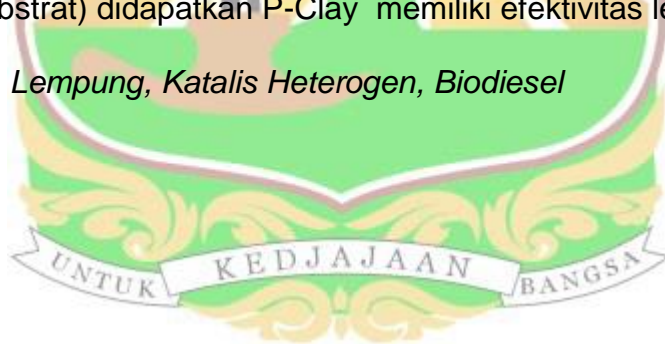 bstrat) didapatkan P-Clay memiliki efektivitas le
Lempung, Katalis Heterogen, Biodiesel
UNTUK KEDJAJAAN BANGSA